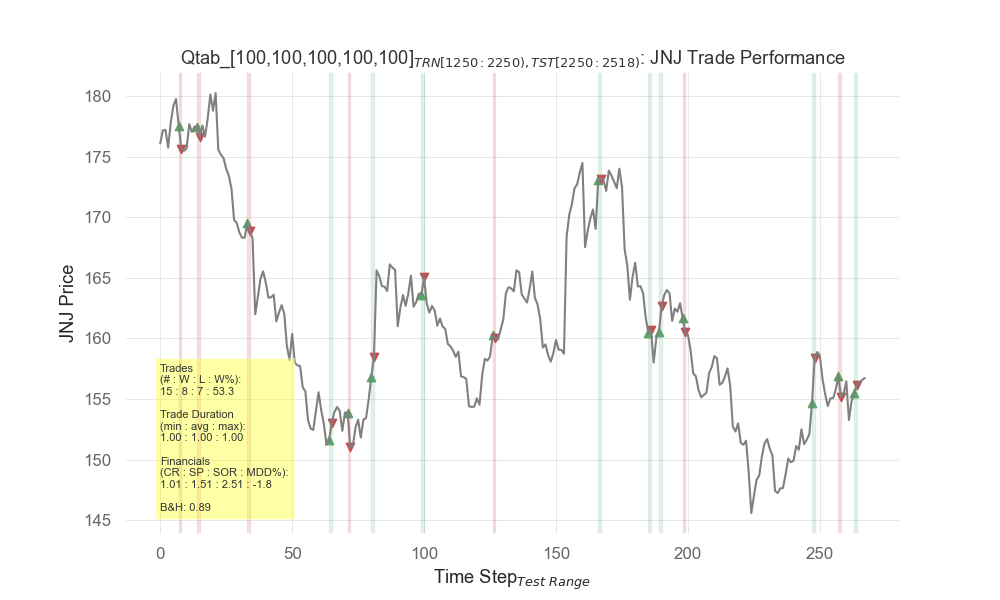 Qtab_[100,100,100,100,100]TRN[1250:2250),TST[2250:2518): JNJ Trade Performance
180
175
170
165
160
155
150
145
JNJ Price
Trades
(# : W : L : W%):
15 : 8 : 7 : 53.3
Trade Duration
(min : avg : max):
1.00 : 1.00 : 1.00
Financials
(CR : SP : SOR : MDD%):
1.01 : 1.51 : 2.51 : -1.8
B&H: 0.89
0 50 100 150 200 250
Time StepTest Range